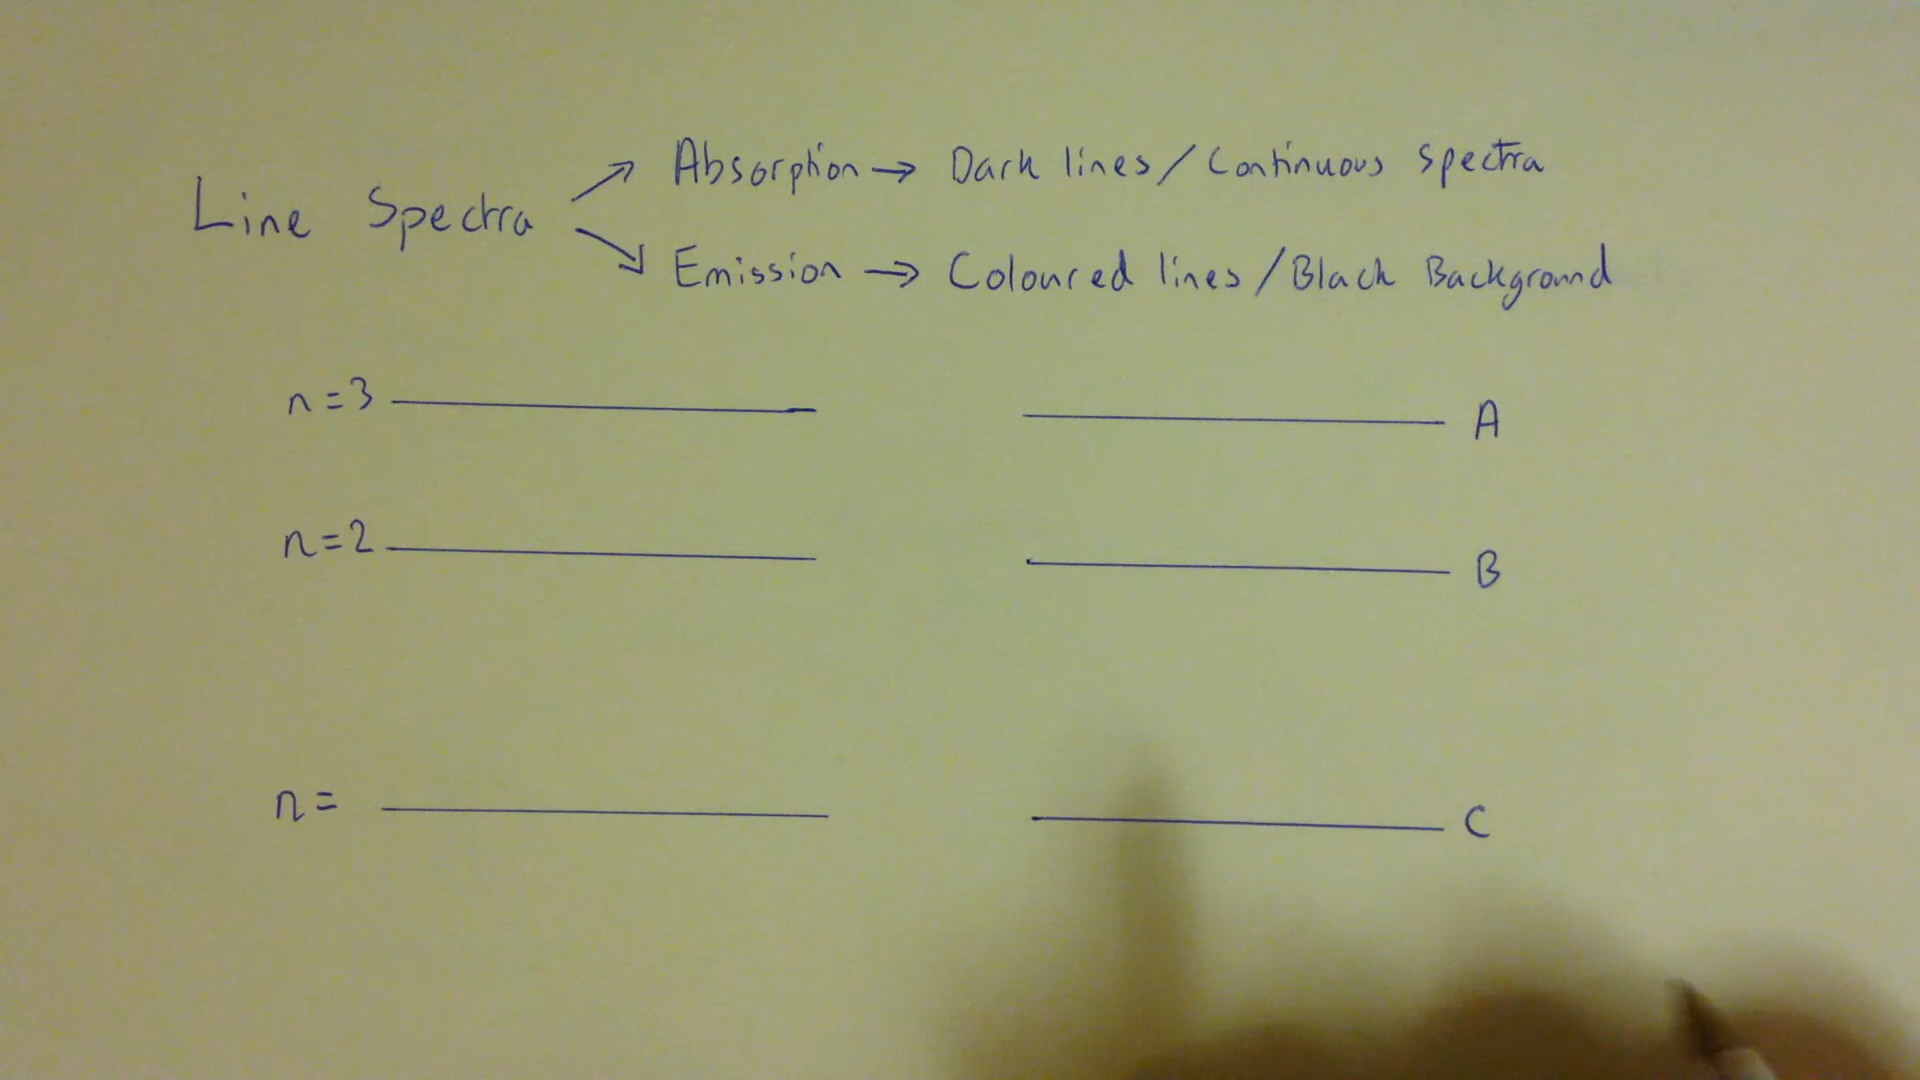 Line Spectra
Absorption → Dark lines / Continuous Spectra
Emission → Coloured lines / Black Background
n=3 A
n=2 B
n= C